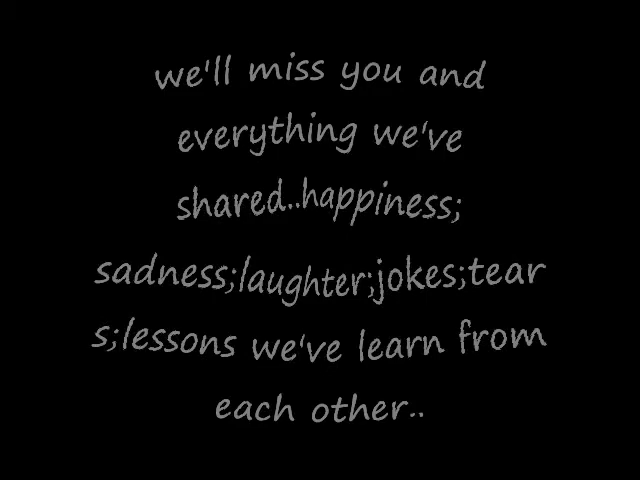 we'll miss you and
everything we've
shared..happiness;
sadness;laughter;jokes;tear
s;lessons we've learn from
each other..